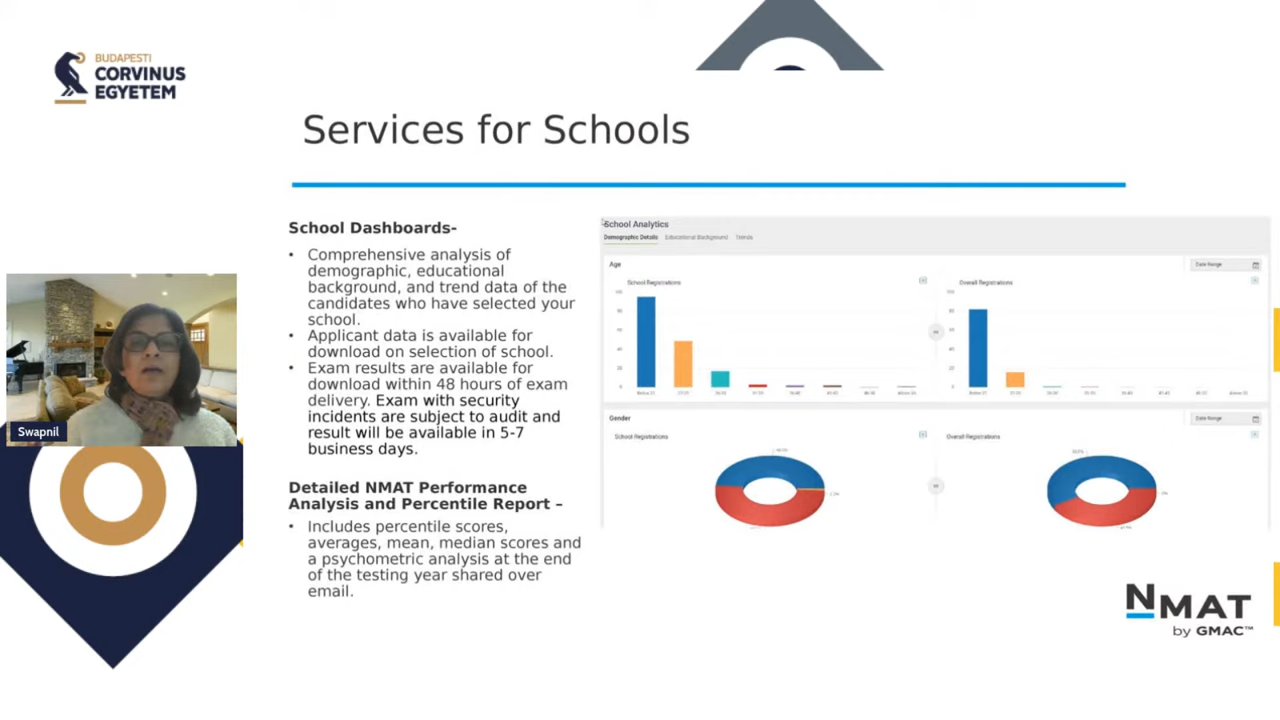 BUDAPESTI
CORVINUS
EGYETEM
Services for Schools
School Dashboards-
• Comprehensive analysis of
demographic, educational
background, and trend data of the
candidates who have selected your
school.
• Applicant data is available for
download on selection of school.
• Exam results are available for
download within 48 hours of exam
delivery. Exam with security
incidents are subject to audit and
result will be available in 5-7
business days.
Detailed NMAT Performance
Analysis and Percentile Report –
• Includes percentile scores,
averages, mean, median scores and
a psychometric analysis at the end
of the testing year shared over
email.
School Analytics
Demographic Details Educational Background Trends
Age
Date Range
School Registrations
Overall Registrations
Gender
Date Range
School Registrations
Overall Registrations
Swapnil
NMAT
by GMAC™